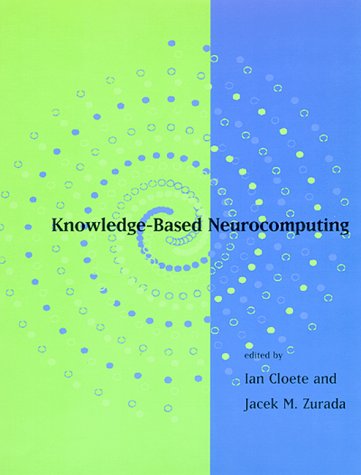 Knowledge-Based Neurocomputing
edited by
Ian Cloete and
Jacek M. Zurada